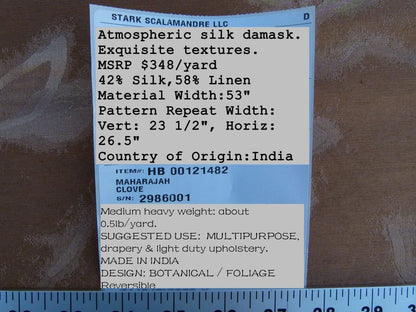 STARK SCALAMANDRE LLC D
Atmospheric silk damask.
Exquisite textures.
MSRP $348/yard
42% Silk,58% Linen
Material Width:53"
Pattern Repeat Width:
Vert: 23 1/2", Horiz:
26.5"
Country of Origin:India
ITEM#: HB 00121482
MAHARAJAH
CLOVE
S/N: 2986001
Medium heavy weight: about
0.5lb/yard.
SUGGESTED USE: MULTIPURPOSE,
drapery & light duty upholstery.
MADE IN INDIA
DESIGN: BOTANICAL / FOLIAGE
Reversible